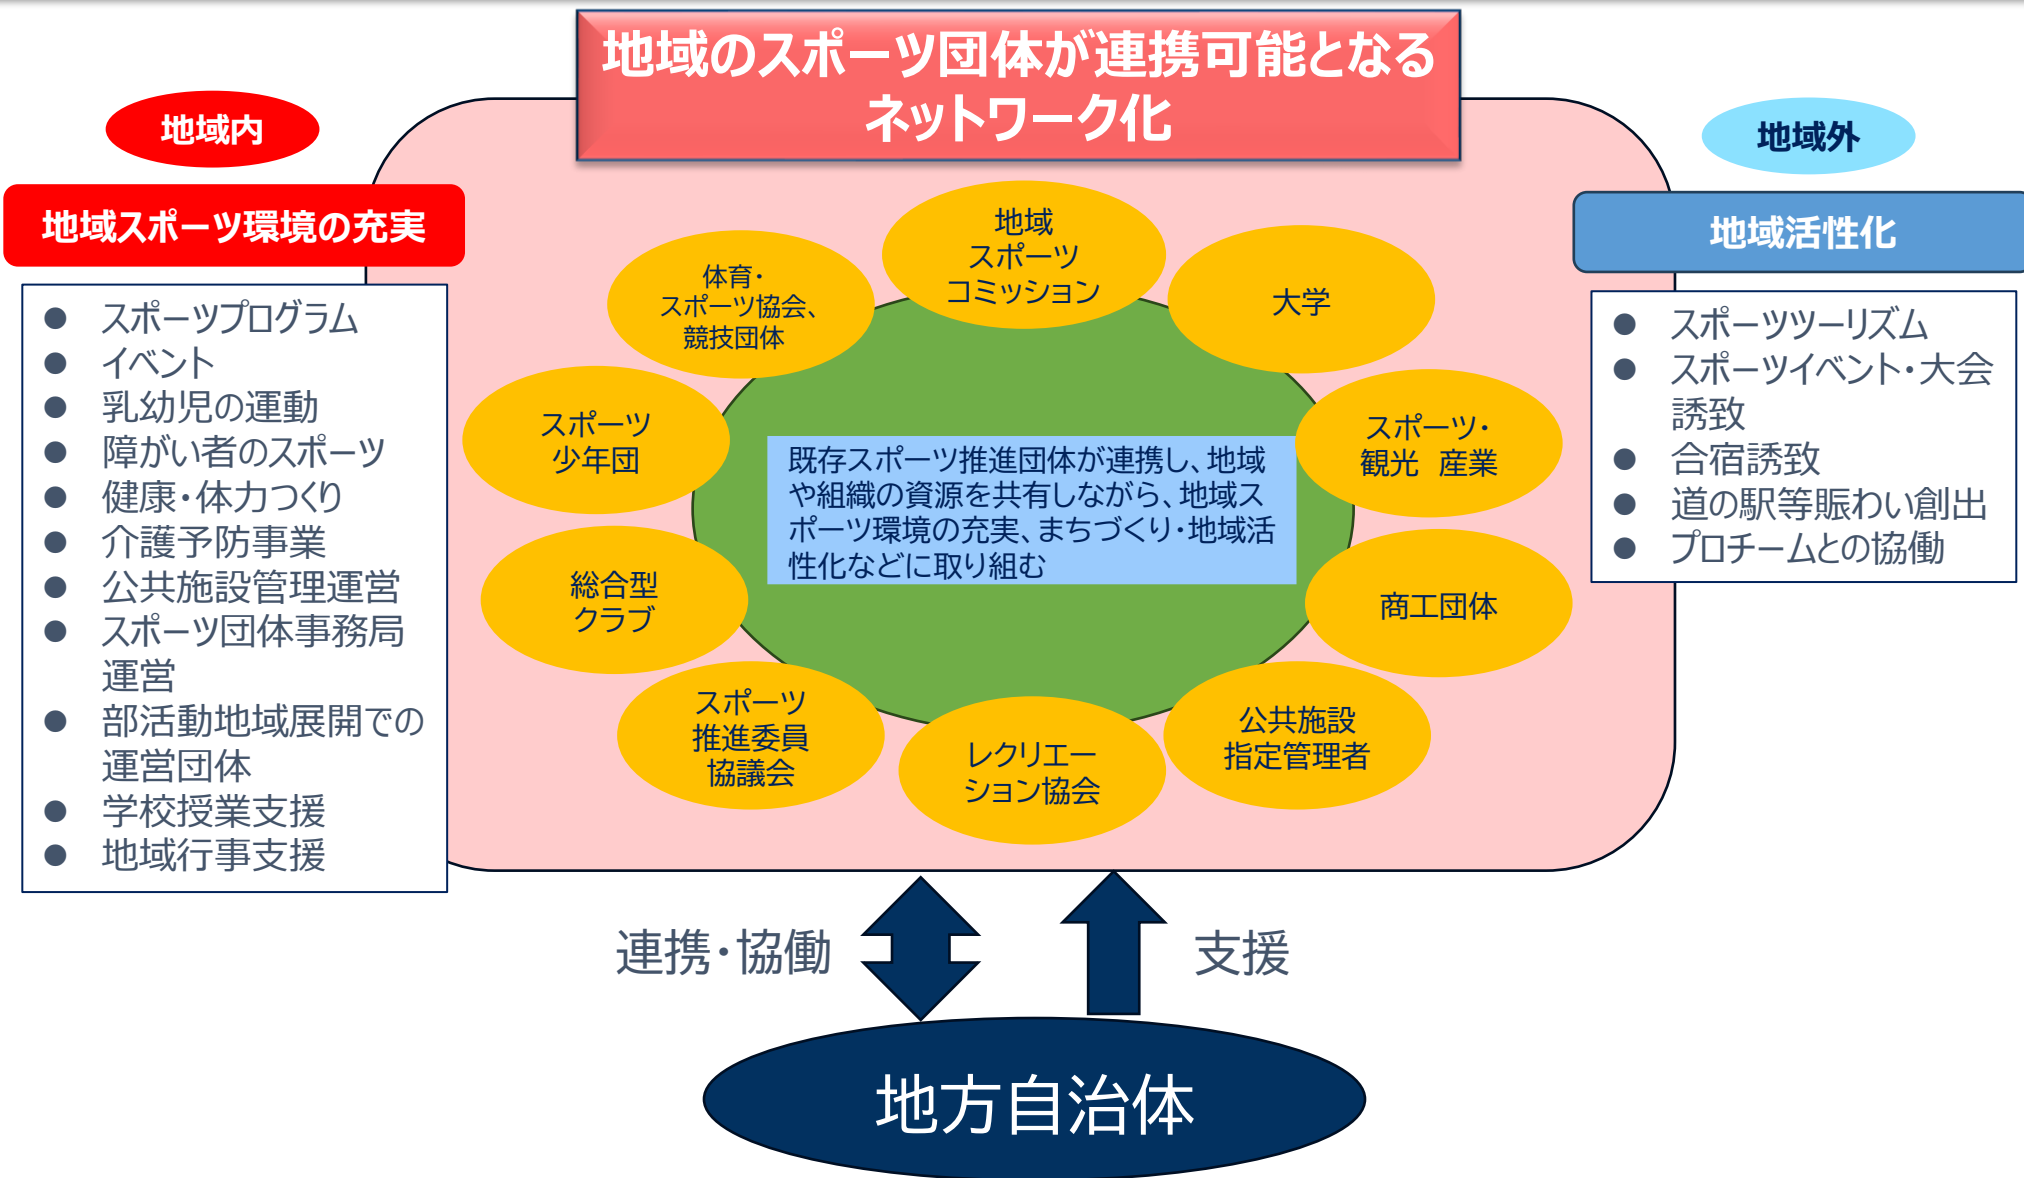 地域のスポーツ団体が連携可能となる
ネットワーク化
地域内
地域スポーツ環境の充実
● スポーツプログラム
● イベント
● 乳幼児の運動
● 障がい者のスポーツ
● 健康・体力つくり
● 介護予防事業
● 公共施設管理運営
● スポーツ団体事務局
運営
● 部活動地域展開での
運営団体
● 学校授業支援
● 地域行事支援
地域
スポーツ
コミッション
体育・
スポーツ協会、
競技団体
大学
スポーツ
少年団
スポーツ・
観光　産業
既存スポーツ推進団体が連携し、地域
や組織の資源を共有しながら、地域ス
ポーツ環境の充実、まちづくり・地域活
性化などに取り組む
総合型
クラブ
商工団体
スポーツ
推進委員
協議会
レクリエー
ション協会
公共施設
指定管理者
地域外
地域活性化
● スポーツツーリズム
● スポーツイベント・大会
誘致
● 合宿誘致
● 道の駅等賑わい創出
● プロチームとの協働
連携・協働
支援
地方自治体